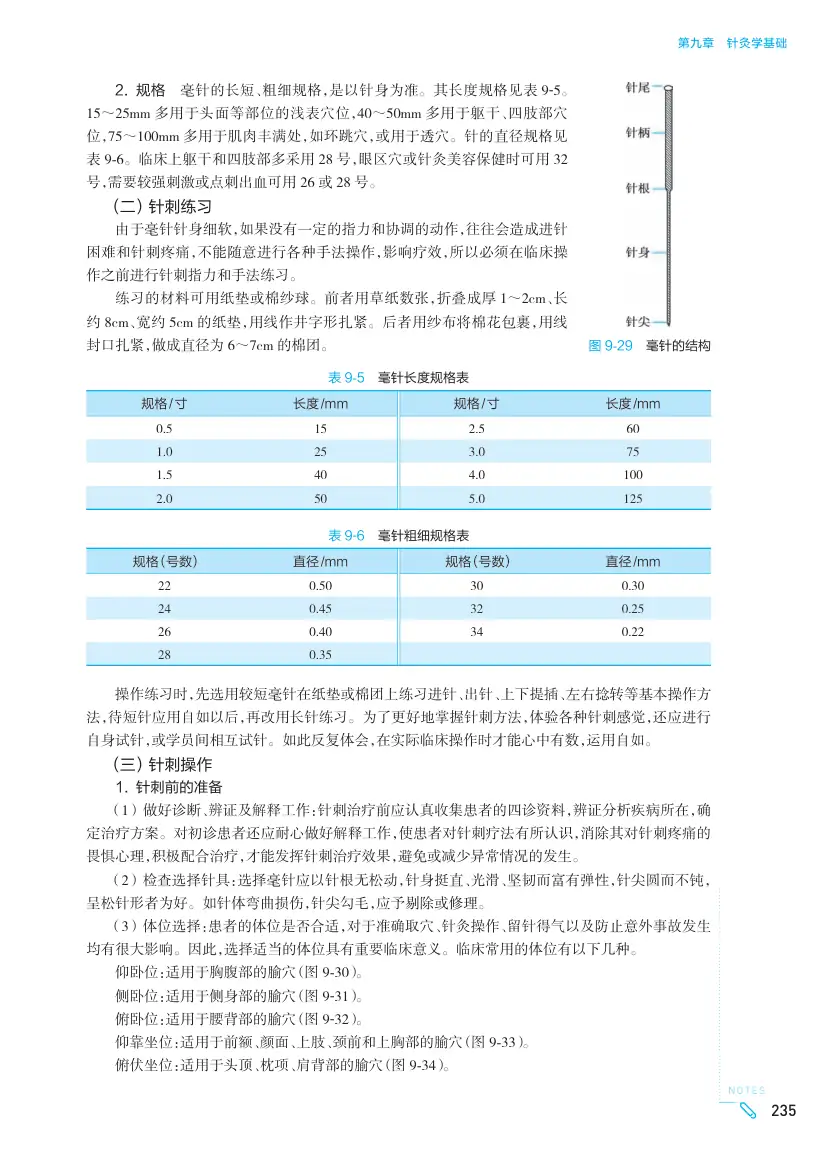 第九章　针灸学基础
2. 规格　毫针的长短、粗细规格,是以针身为准。其长度规格见表 9-5。
15～25mm 多用于头面等部位的浅表穴位,40～50mm 多用于躯干、四肢部穴
位,75～100mm 多用于肌肉丰满处,如环跳穴,或用于透穴。针的直径规格见
表 9-6。临床上躯干和四肢部多采用 28 号,眼区穴或针灸美容保健时可用 32
号,需要较强刺激或点刺出血可用 26 或 28 号。
（二）针刺练习
由于毫针针身细软,如果没有一定的指力和协调的动作,往往会造成进针
困难和针刺疼痛,不能随意进行各种手法操作,影响疗效,所以必须在临床操
作之前进行针刺指力和手法练习。
练习的材料可用纸垫或棉纱球。前者用草纸数张,折叠成厚 1～2cm、长
约 8cm、宽约 5cm 的纸垫,用线作井字形扎紧。后者用纱布将棉花包裹,用线
封口扎紧,做成直径为 6～7cm 的棉团。
针尾
针柄
针根
针身
针尖
图 9-29　毫针的结构
表 9-5　毫针长度规格表
规格/寸　长度/mm　规格/寸　长度/mm
0.5　15　2.5　60
1.0　25　3.0　75
1.5　40　4.0　100
2.0　50　5.0　125
表 9-6　毫针粗细规格表
规格(号数)　直径/mm　规格(号数)　直径/mm
22　0.50　30　0.30
24　0.45　32　0.25
26　0.40　34　0.22
28　0.35
操作练习时,先选用较短毫针在纸垫或棉团上练习进针、出针、上下提插、左右捻转等基本操作方
法,待短针应用自如以后,再改用长针练习。为了更好地掌握针刺方法,体验各种针刺感觉,还应进行
自身试针,或学员间相互试针。如此反复体会,在实际临床操作时才能心中有数,运用自如。
（三）针刺操作
1. 针刺前的准备
（1）做好诊断、辨证及解释工作:针刺治疗前应认真收集患者的四诊资料,辨证分析疾病所在,确
定治疗方案。对初诊患者还应耐心做好解释工作,使患者对针刺疗法有所认识,消除其对针刺疼痛的
畏惧心理,积极配合治疗,才能发挥针刺治疗效果,避免或减少异常情况的发生。
（2）检查选择针具:选择毫针应以针根无松动,针身挺直、光滑、坚韧而富有弹性,针尖圆而不钝,
呈松针形者为好。如针体弯曲损伤,针尖勾毛,应予剔除或修理。
（3）体位选择:患者的体位是否合适,对于准确取穴、针灸操作、留针得气以及防止意外事故发生
均有很大影响。因此,选择适当的体位具有重要临床意义。临床常用的体位有以下几种。
仰卧位:适用于胸腹部的腧穴(图 9-30)。
侧卧位:适用于侧身部的腧穴(图 9-31)。
俯卧位:适用于腰背部的腧穴(图 9-32)。
仰靠坐位:适用于前额、颜面、上肢、颈前和上胸部的腧穴(图 9-33)。
俯伏坐位:适用于头顶、枕项、肩背部的腧穴(图 9-34)。
NOTES
235